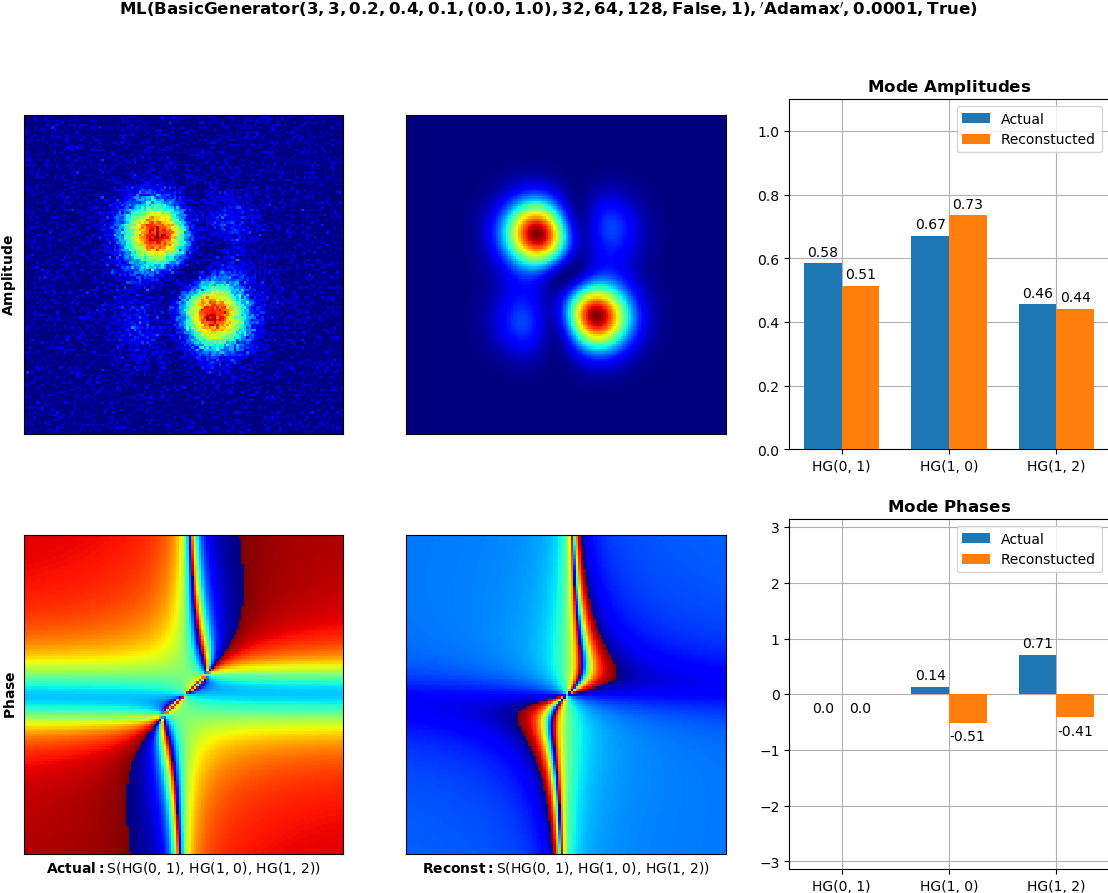 ML(BasicGenerator(3, 3, 0.2, 0.4, 0.1, (0.0, 1.0), 32, 64, 128, False, 1), ′Adamax′, 0.0001, True)
Amplitude
Mode Amplitudes
Actual
Reconstucted
1.0
0.8
0.6
0.4
0.2
0.0
0.58
0.51
0.67
0.73
0.46
0.44
HG(0, 1)
HG(1, 0)
HG(1, 2)
Phase
Actual: S(HG(0, 1), HG(1, 0), HG(1, 2))
Reconst: S(HG(0, 1), HG(1, 0), HG(1, 2))
Mode Phases
Actual
Reconstucted
3
2
1
0
−1
−2
−3
0.0
0.0
0.14
-0.51
0.71
-0.41
HG(0, 1)
HG(1, 0)
HG(1, 2)